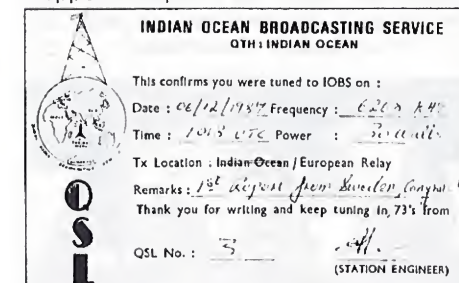 INDIAN OCEAN BROADCASTING SERVICE
QTH: INDIAN OCEAN
This confirms you were tuned to IOBS on :
Date : 06/12/1987 Frequency :
Time : UTC Power :
Tx Location : Indian Ocean / European Relay
Remarks : 1st Report from Sweden,
Thank you for writing and keep tuning in, 73's from
QSL No. :
(STATION ENGINEER)
QSL